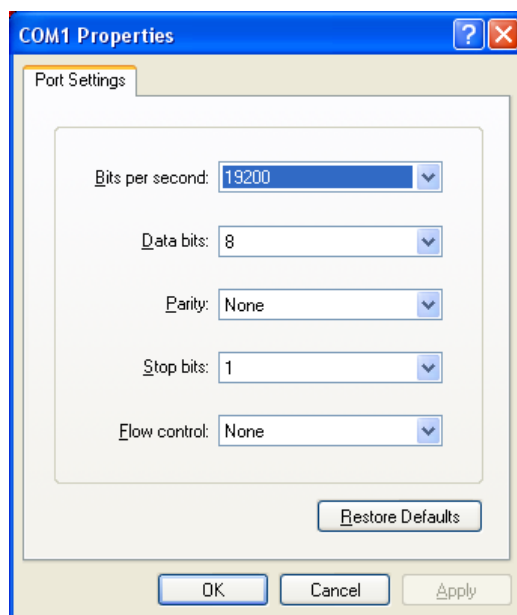 COM1 Properties
Port Settings
Bits per second: 19200
Data bits: 8
Parity: None
Stop bits: 1
Flow control: None
Restore Defaults
OK Cancel Apply